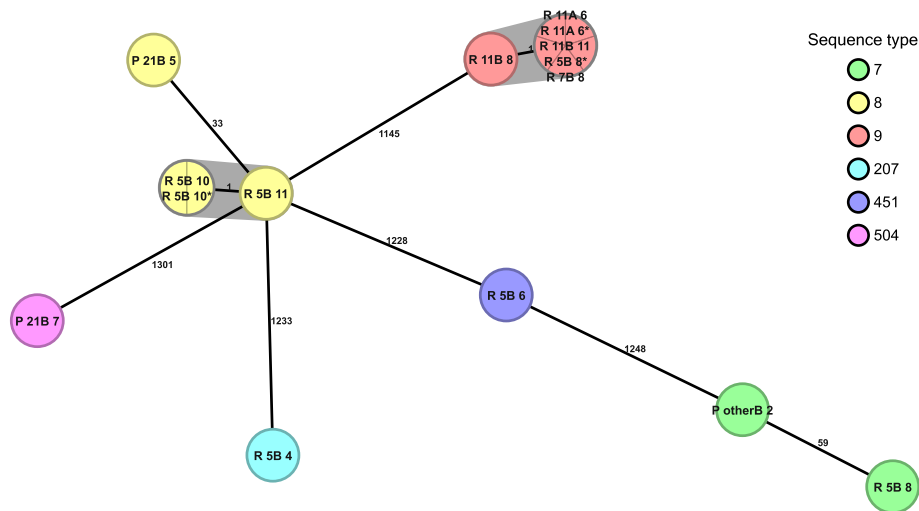 R 11A 6
R 11A 6*
R 11B 11
R 5B 8*
R 7B 8
R 11B 8
1
Sequence type
7
8
9
207
451
504
P 21B 5
33
1145
R 5B 10
R 5B 10*
1
R 5B 11
1228
1301
R 5B 6
P 21B 7
1233
1248
P otherB 2
59
R 5B 4
R 5B 8